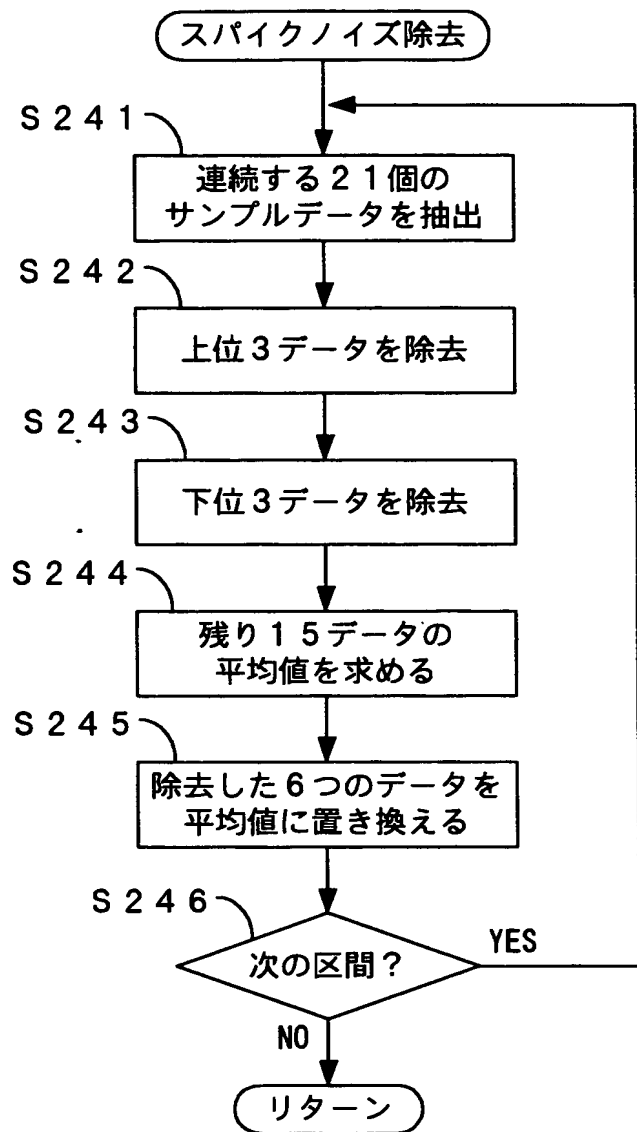 スパイクノイズ除去
S241
連続する21個の
サンプルデータを抽出
S242
上位3データを除去
S243
下位3データを除去
S244
残り15データの
平均値を求める
S245
除去した6つのデータを
平均値に置き換える
S246
次の区間?
YES
NO
リターン